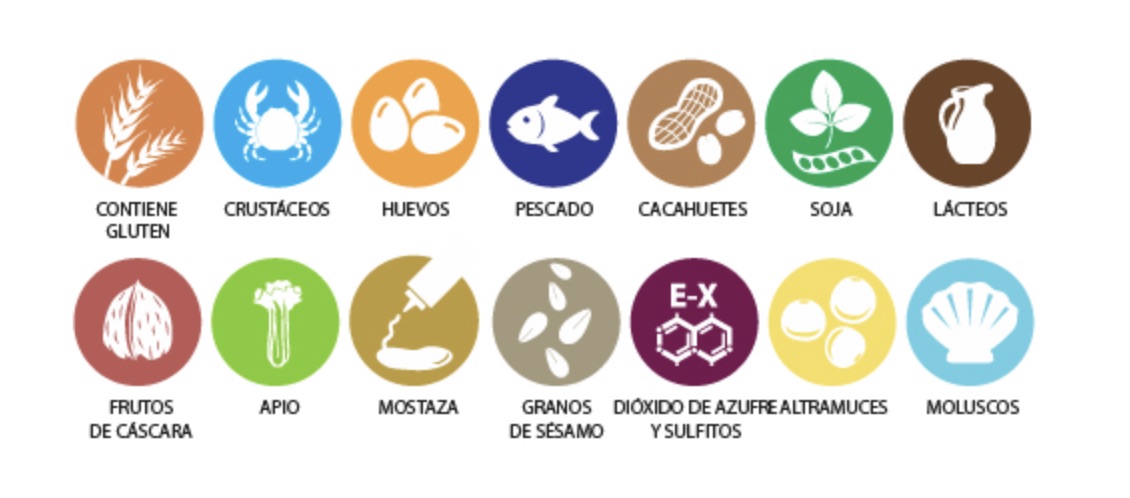 CONTIENE
GLUTEN
CRUSTÁCEOS
HUEVOS
PESCADO
CACAHUETES
SOJA
LÁCTEOS
E-X
FRUTOS
DE CÁSCARA
APIO
MOSTAZA
GRANOS
DE SÉSAMO
DIÓXIDO DE AZUFRE
Y SULFITOS
ALTRAMUCES
MOLUSCOS